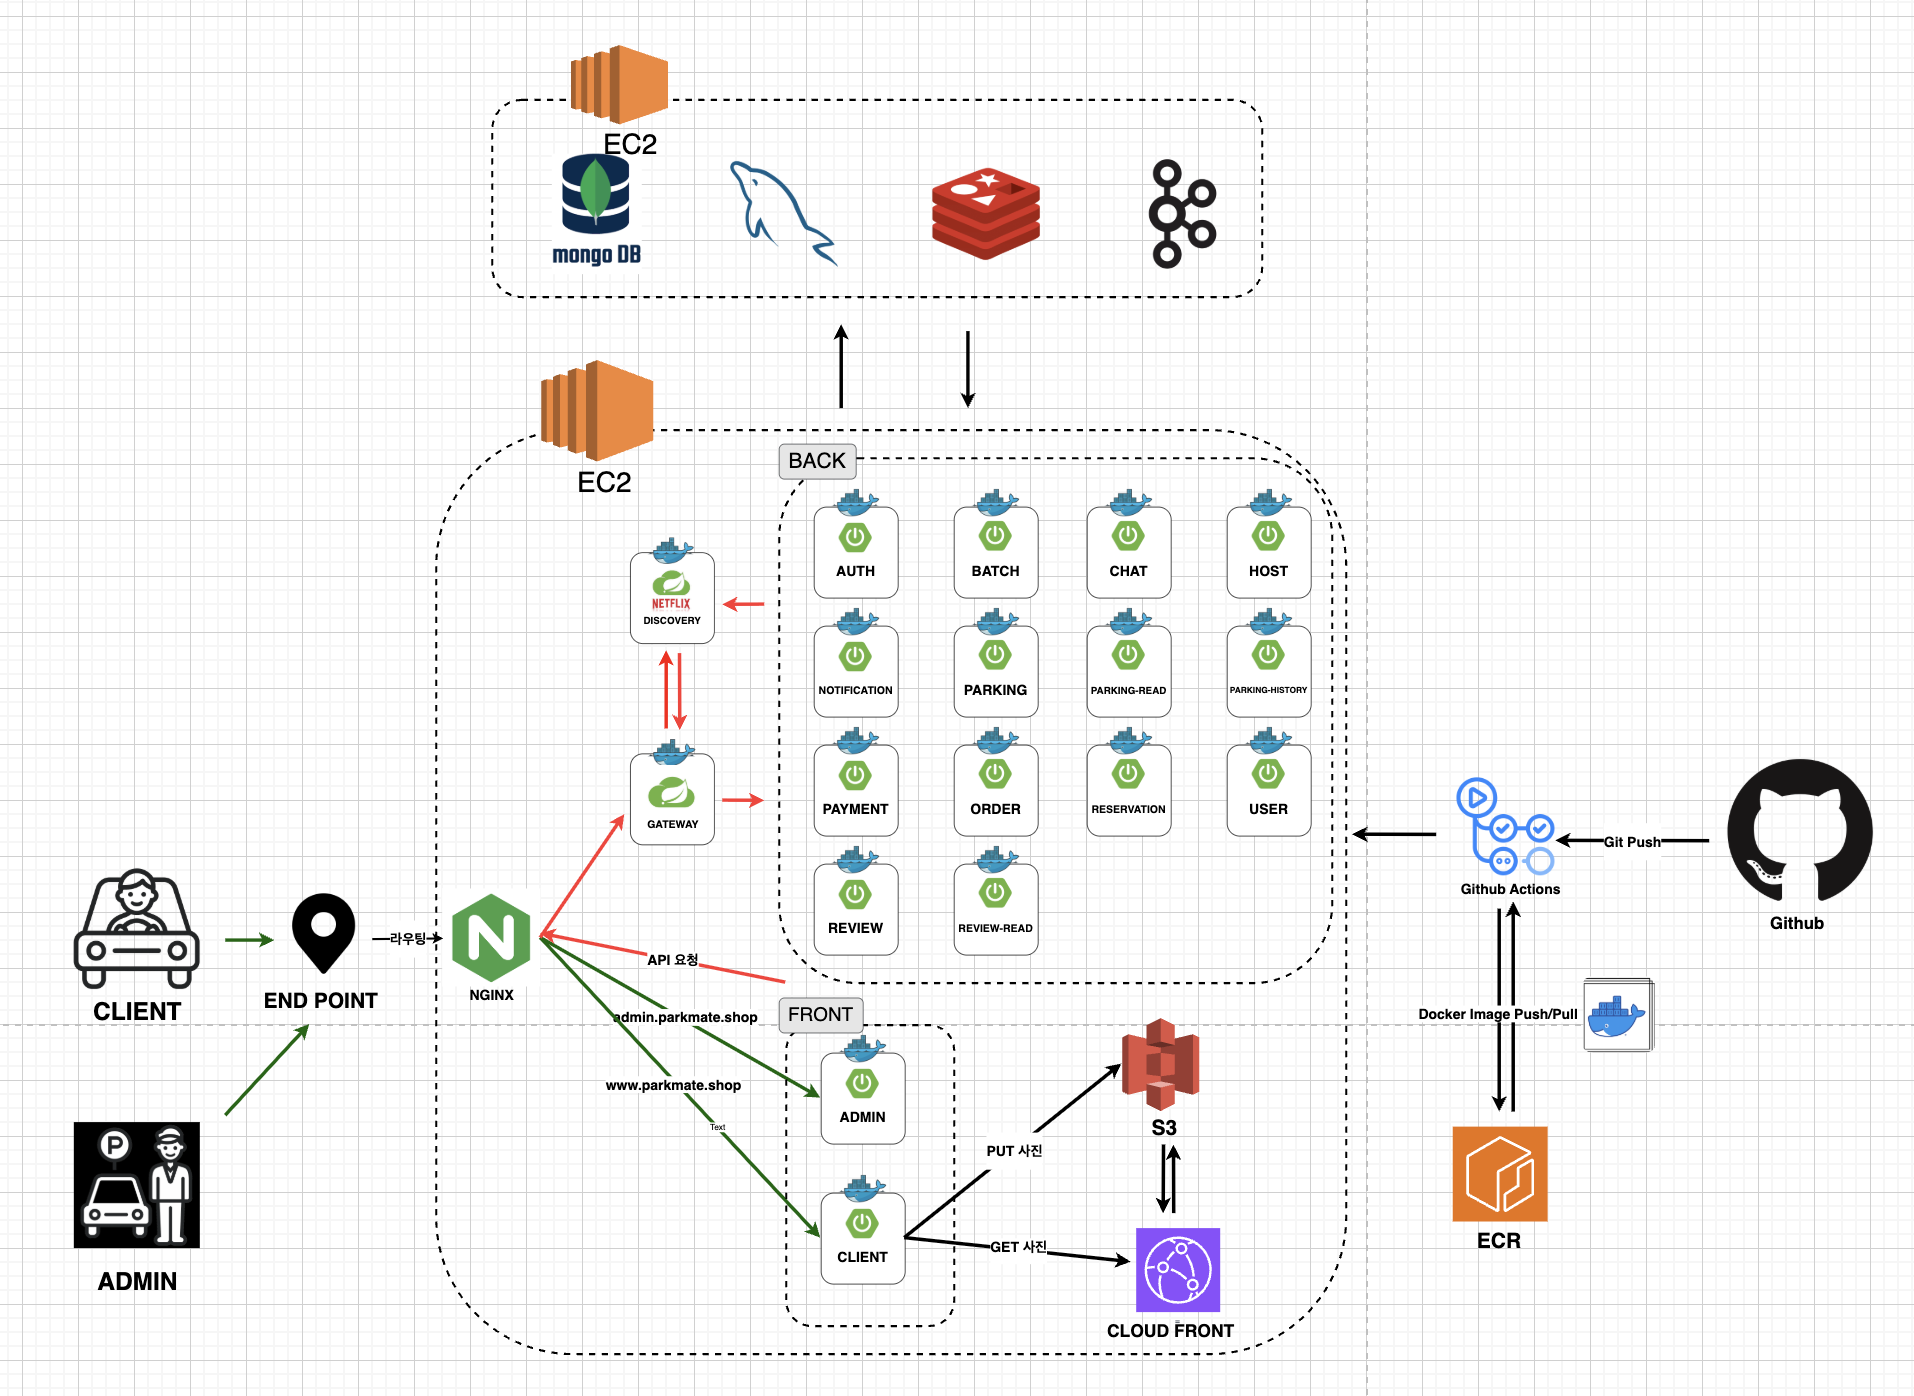 EC2
mongo DB
EC2
BACK
AUTH
BATCH
CHAT
HOST
NETFLIX
DISCOVERY
NOTIFICATION
PARKING
PARKING-READ
PARKING-HISTORY
GATEWAY
PAYMENT
ORDER
RESERVATION
USER
REVIEW
REVIEW-READ
Git Push
Github Actions
Github
CLIENT
END POINT
라우팅
NGINX
API 요청
FRONT
admin.parkmate.shop
www.parkmate.shop
Text
ADMIN
CLIENT
PUT 사진
GET 사진
S3
CLOUD FRONT
Docker Image Push/Pull
ECR
P
ADMIN